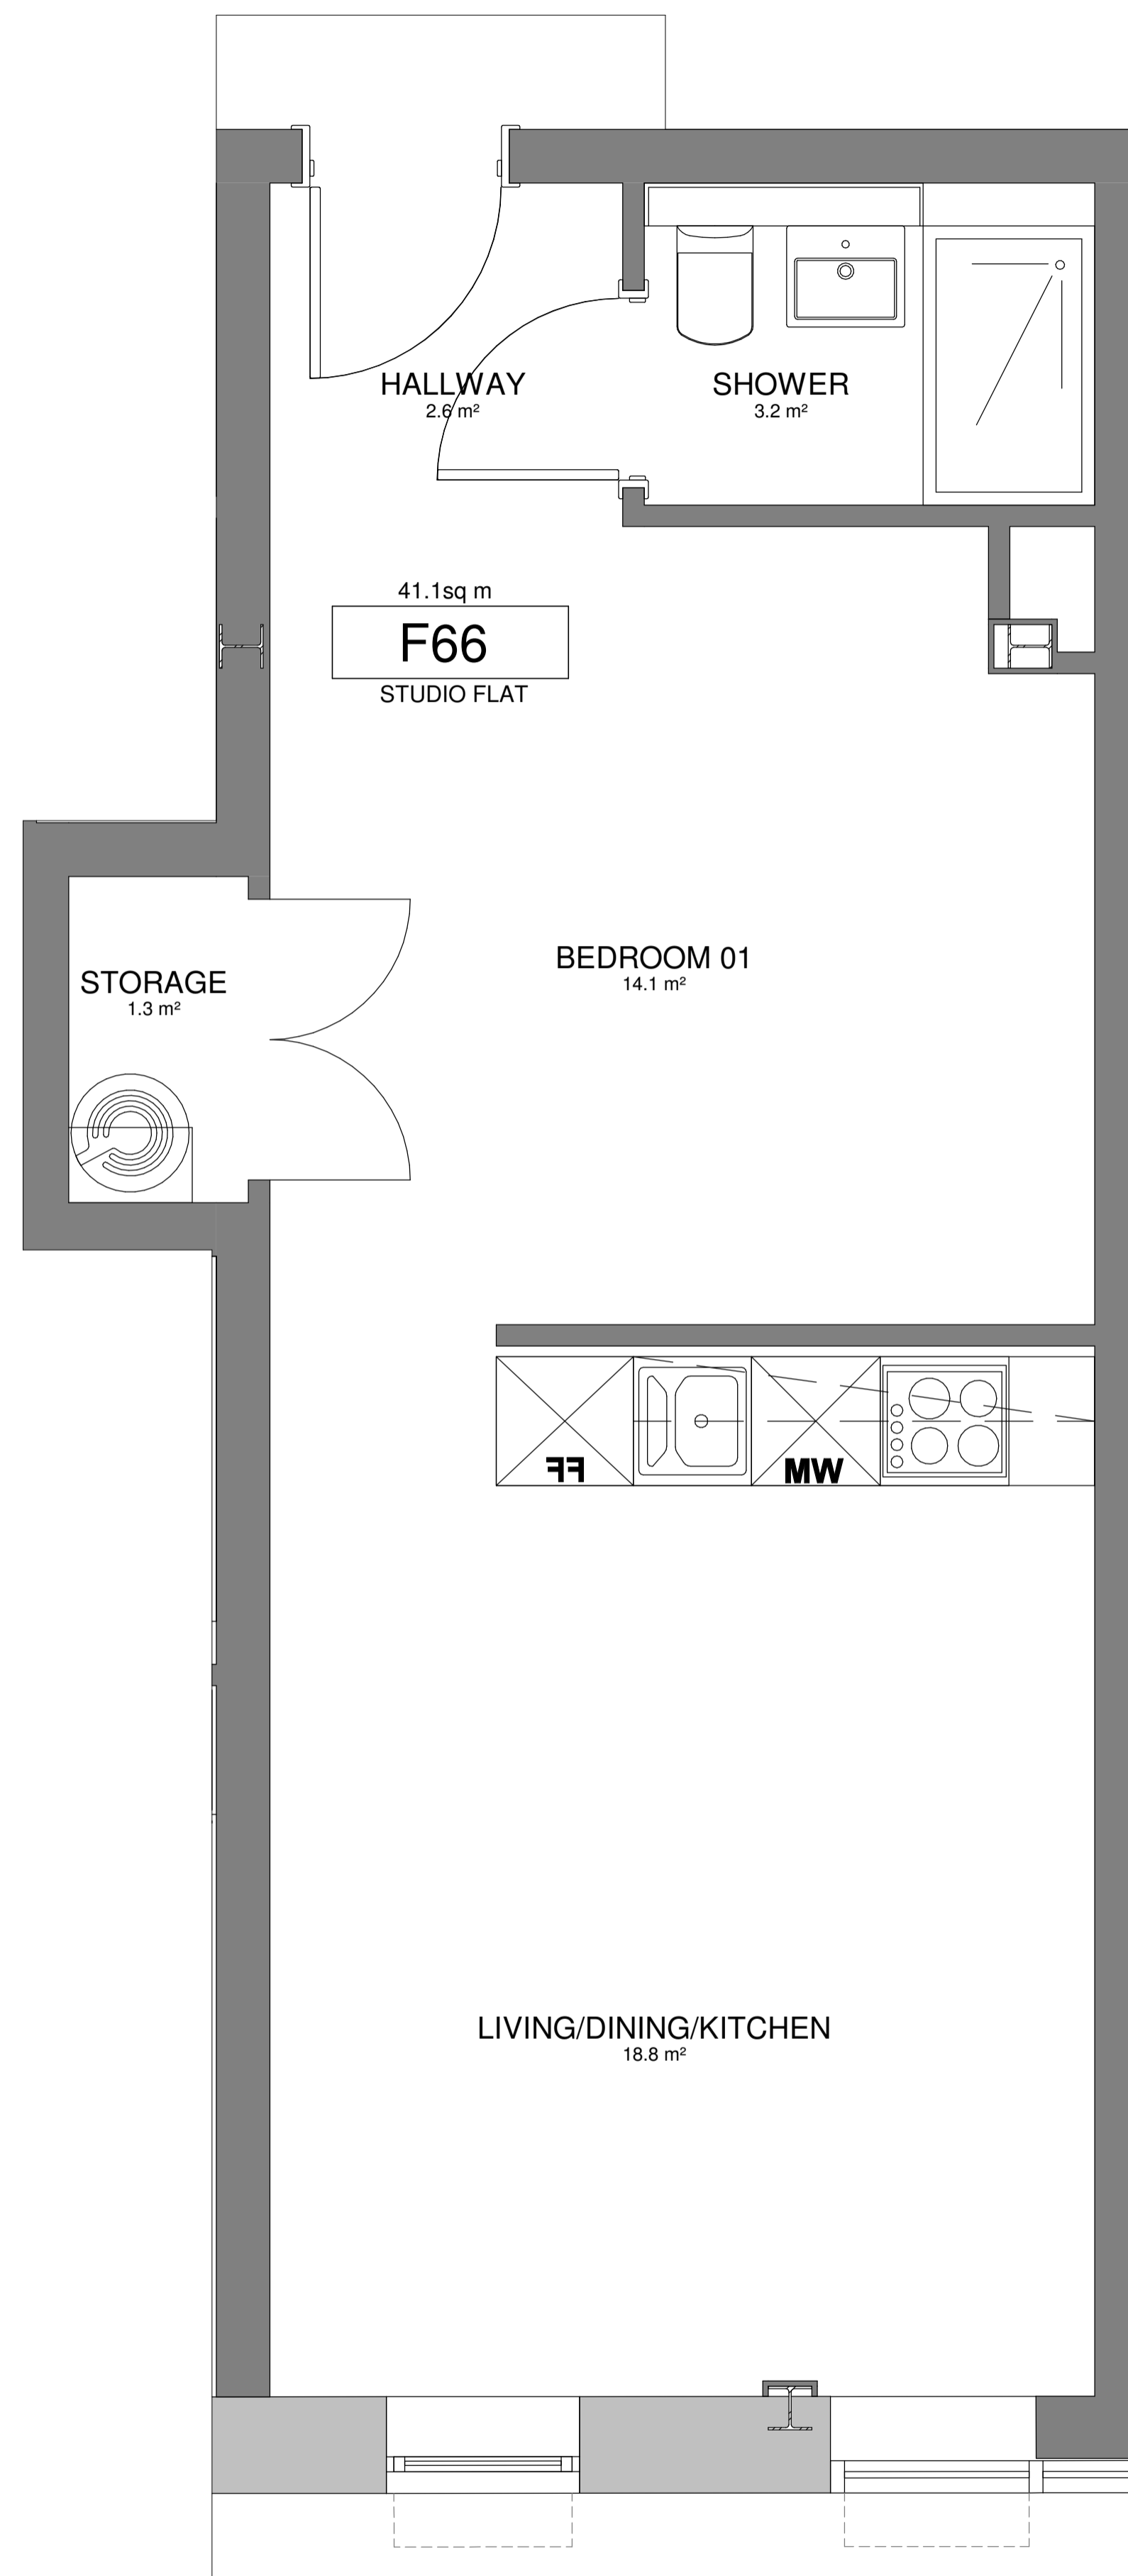 HALLWAY
2.6 m²
SHOWER
3.2 m²
41.1sq m
F66
STUDIO FLAT
BEDROOM 01
14.1 m²
STORAGE
1.3 m²
FF
WM
LIVING/DINING/KITCHEN
18.8 m²